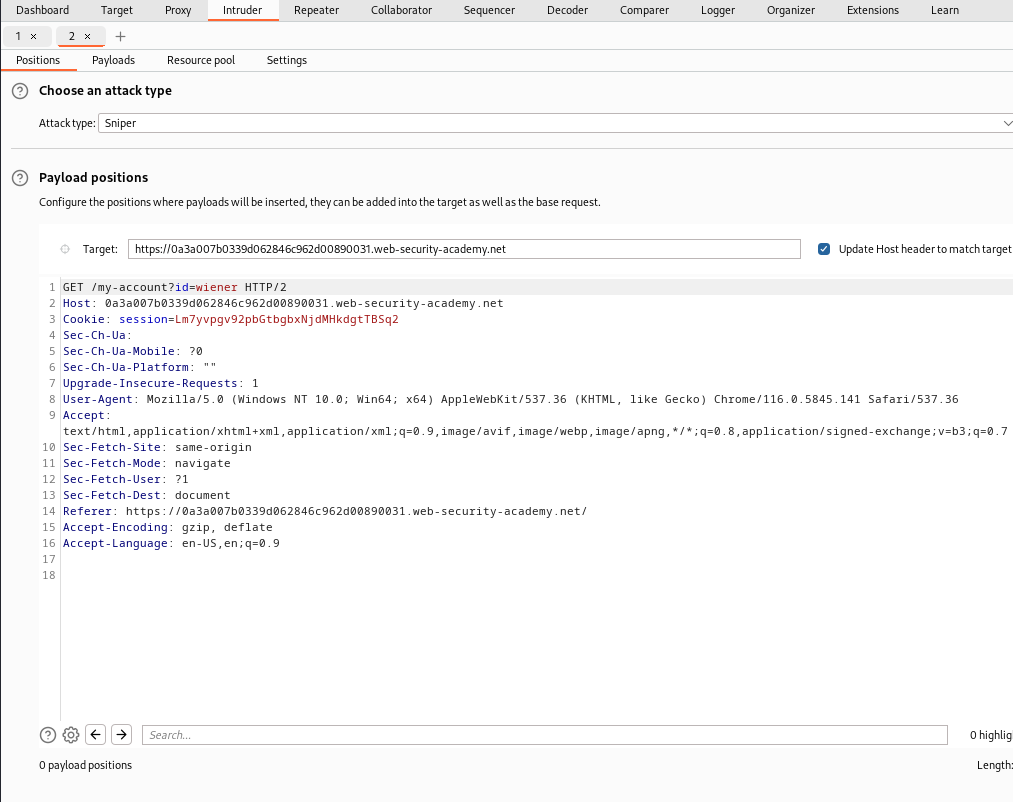 Dashboard Target Proxy Intruder Repeater Collaborator Sequencer Decoder Comparer Logger Organizer Extensions Learn
1 × 2 × +
Positions Payloads Resource pool Settings
? Choose an attack type
Attack type: Sniper
? Payload positions
Configure the positions where payloads will be inserted, they can be added into the target as well as the base request.
Target: https://0a3a007b0339d062846c962d00890031.web-security-academy.net Update Host header to match target
1 GET /my-account?id=wiener HTTP/2
2 Host: 0a3a007b0339d062846c962d00890031.web-security-academy.net
3 Cookie: session=Lm7yvpgv92pbGtbgbxNjdMHkdgtTBSq2
4 Sec-Ch-Ua:
5 Sec-Ch-Ua-Mobile: ?0
6 Sec-Ch-Ua-Platform: ""
7 Upgrade-Insecure-Requests: 1
8 User-Agent: Mozilla/5.0 (Windows NT 10.0; Win64; x64) AppleWebKit/537.36 (KHTML, like Gecko) Chrome/116.0.5845.141 Safari/537.36
9 Accept:
text/html,application/xhtml+xml,application/xml;q=0.9,image/avif,image/webp,image/apng,*/*;q=0.8,application/signed-exchange;v=b3;q=0.7
10 Sec-Fetch-Site: same-origin
11 Sec-Fetch-Mode: navigate
12 Sec-Fetch-User: ?1
13 Sec-Fetch-Dest: document
14 Referer: https://0a3a007b0339d062846c962d00890031.web-security-academy.net/
15 Accept-Encoding: gzip, deflate
16 Accept-Language: en-US,en;q=0.9
17
18
? Search... 0 highlig
0 payload positions Length: